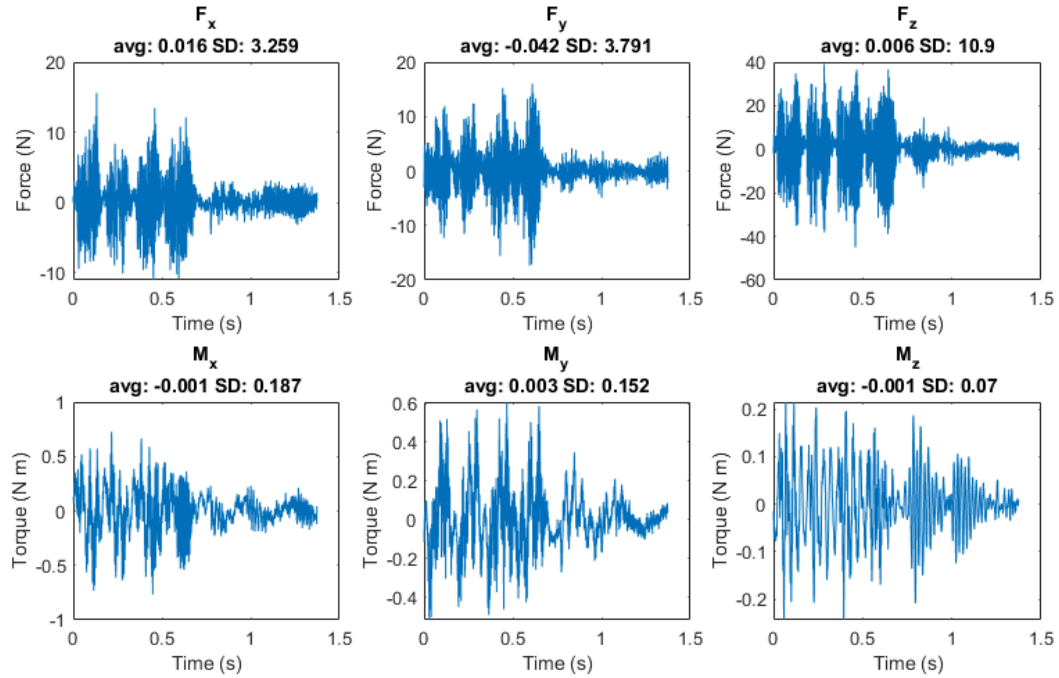 F_x
avg: 0.016 SD: 3.259
20
10
0
-10
Force (N)
0 0.5 1 1.5
Time (s)
F_y
avg: -0.042 SD: 3.791
20
10
0
-10
-20
Force (N)
0 0.5 1 1.5
Time (s)
F_z
avg: 0.006 SD: 10.9
40
20
0
-20
-40
-60
Force (N)
0 0.5 1 1.5
Time (s)
M_x
avg: -0.001 SD: 0.187
1
0.5
0
-0.5
-1
Torque (N m)
0 0.5 1 1.5
Time (s)
M_y
avg: 0.003 SD: 0.152
0.6
0.4
0.2
0
-0.2
-0.4
Torque (N m)
0 0.5 1 1.5
Time (s)
M_z
avg: -0.001 SD: 0.07
0.2
0.1
0
-0.1
-0.2
Torque (N m)
0 0.5 1 1.5
Time (s)